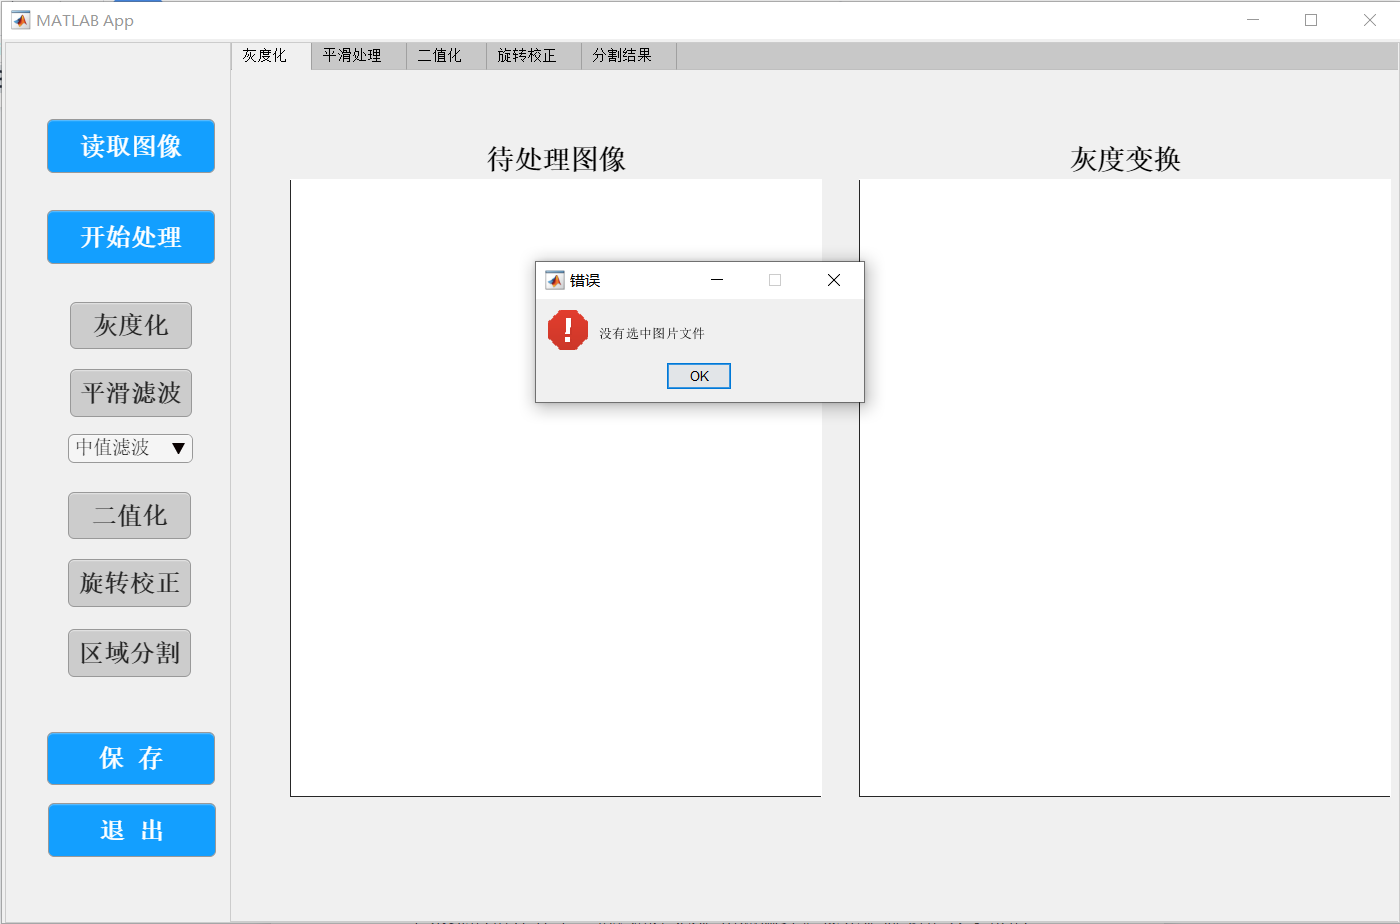 MATLAB App
灰度化 平滑处理 二值化 旋转校正 分割结果
读取图像
开始处理
灰度化
平滑滤波
中值滤波
二值化
旋转校正
区域分割
保 存
退 出
待处理图像
灰度变换
错误
没有选中图片文件
OK